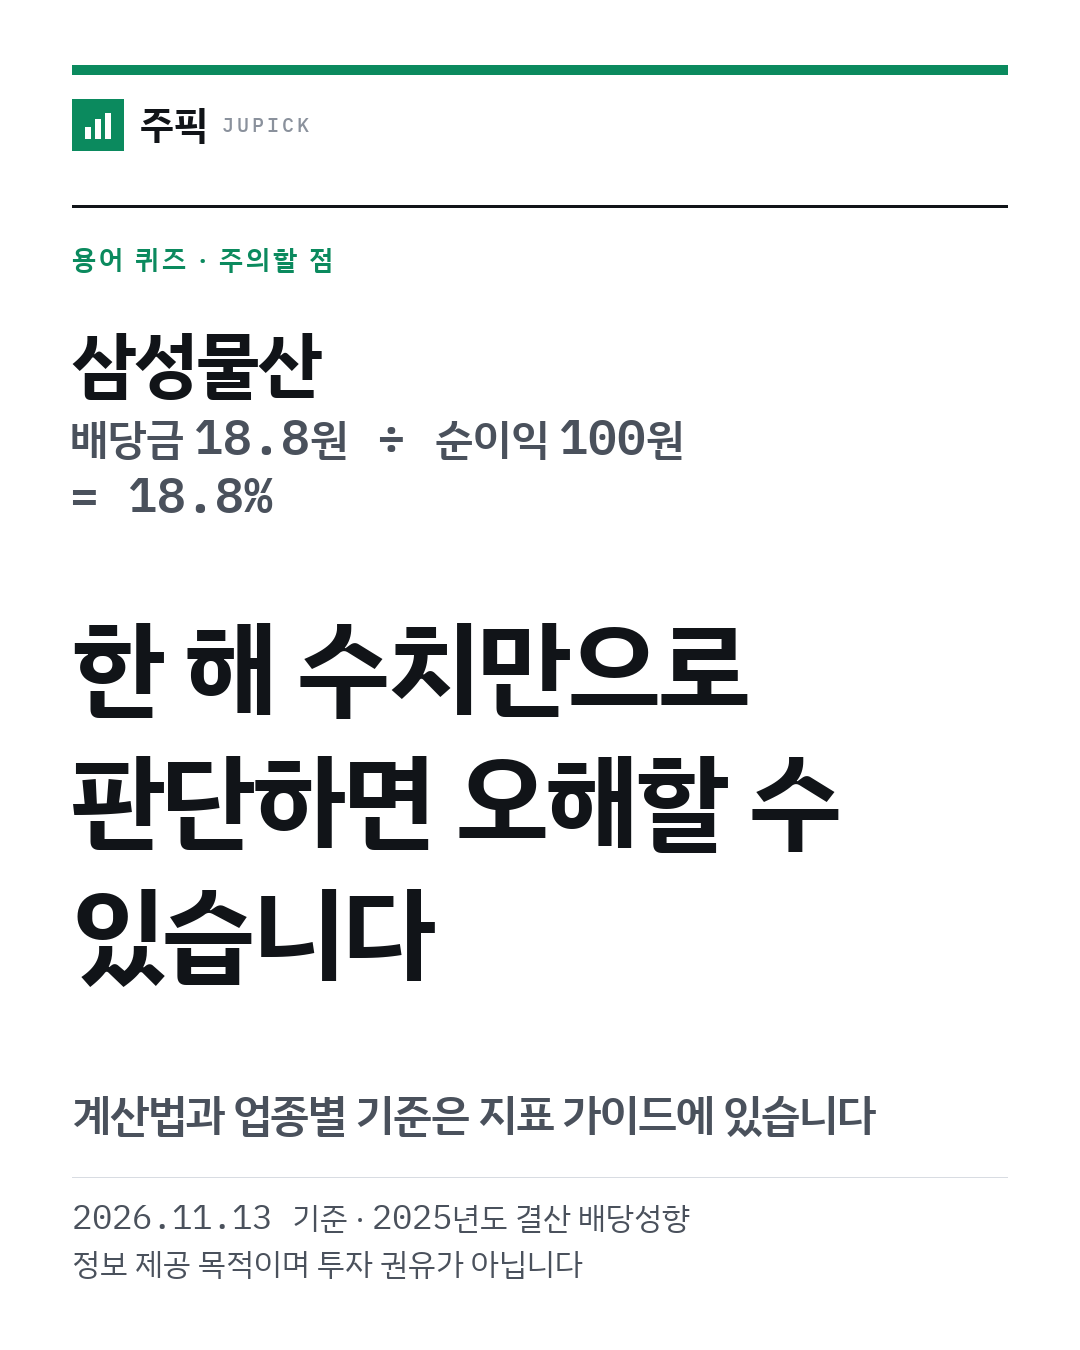 주픽 JUPICK
용어 퀴즈 · 주의할 점
삼성물산
배당금 18.8원 ÷ 순이익 100원
= 18.8%
한 해 수치만으로
판단하면 오해할 수
있습니다
계산법과 업종별 기준은 지표 가이드에 있습니다
2026.11.13 기준 · 2025년도 결산 배당성향
정보 제공 목적이며 투자 권유가 아닙니다